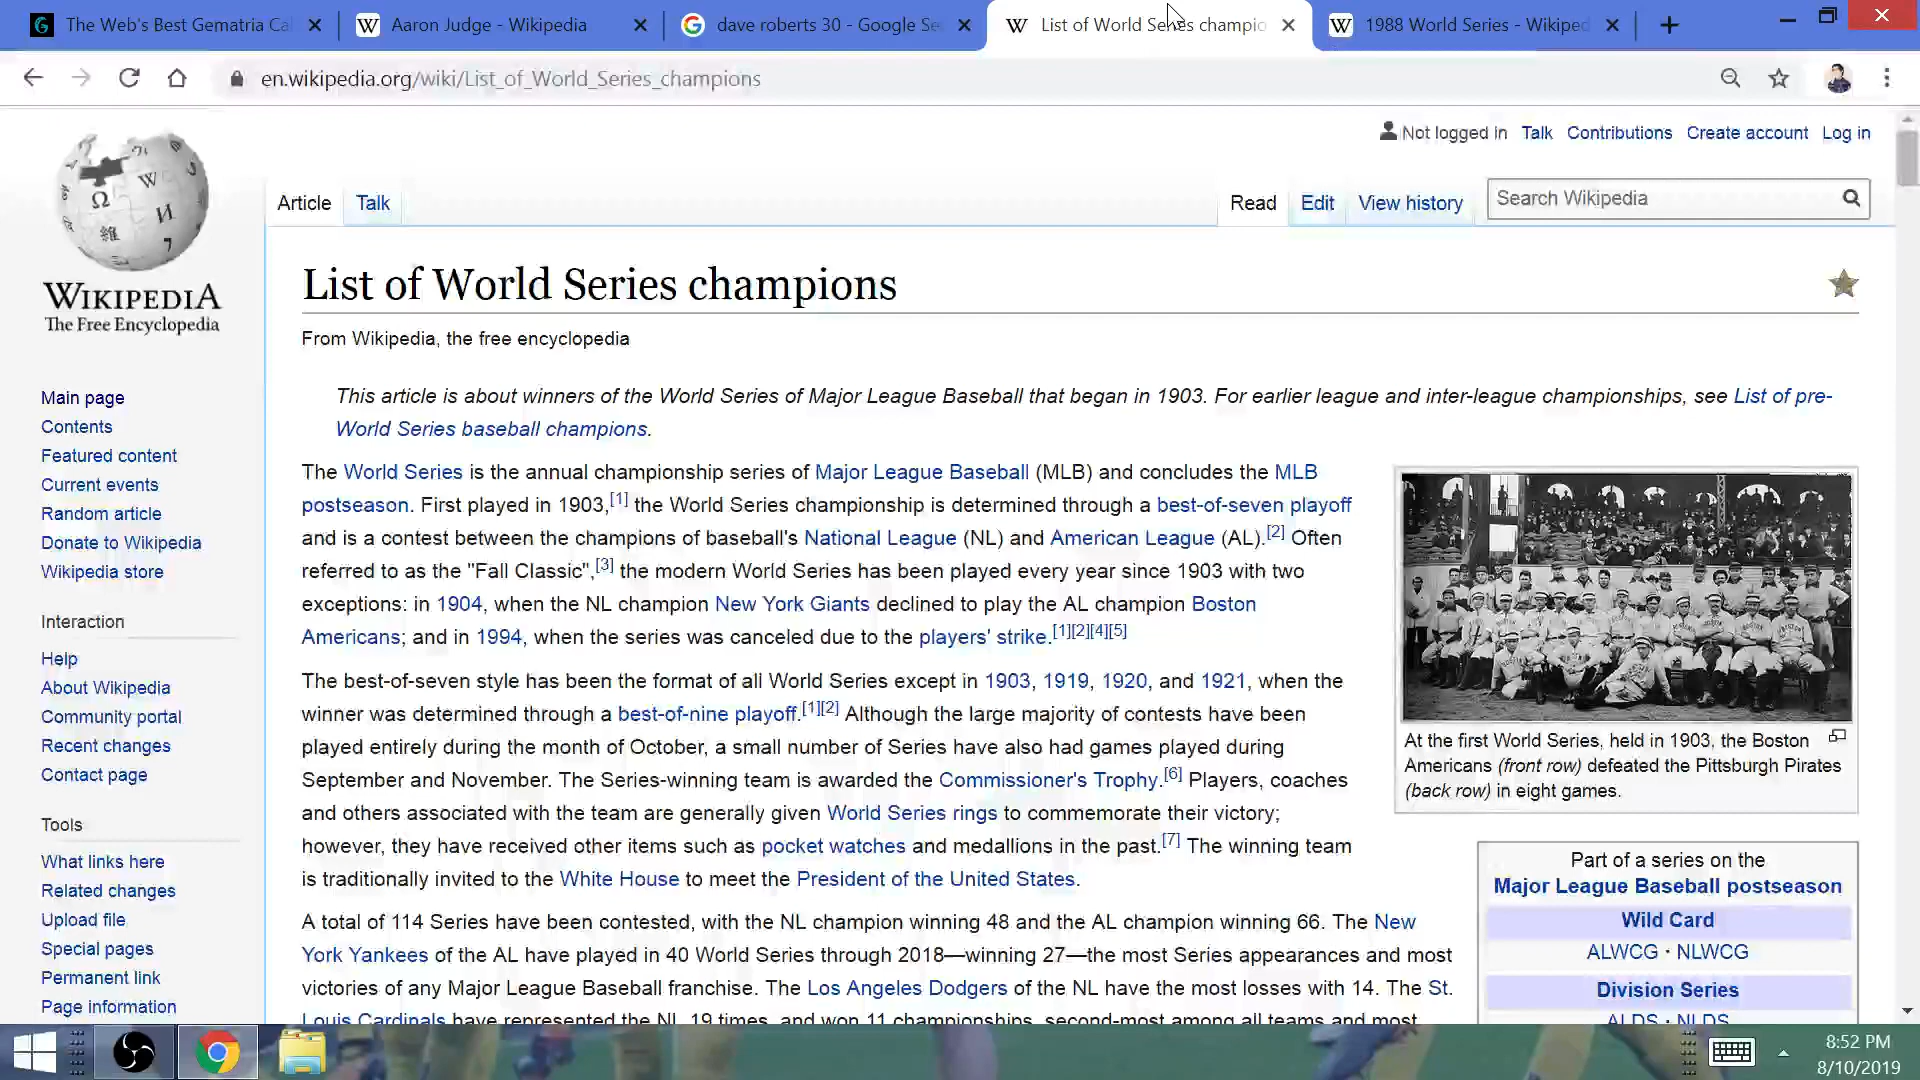 The Web's Best Gematria Cal
Aaron Judge - Wikipedia
dave roberts 30 - Google Se
List of World Series champio
1988 World Series - Wikiped
en.wikipedia.org/wiki/List_of_World_Series_champions
Not logged in Talk Contributions Create account Log in
Article Talk
Read Edit View history
Search Wikipedia
WIKIPEDIA
The Free Encyclopedia
Main page
Contents
Featured content
Current events
Random article
Donate to Wikipedia
Wikipedia store
Interaction
Help
About Wikipedia
Community portal
Recent changes
Contact page
Tools
What links here
Related changes
Upload file
Special pages
Permanent link
Page information
List of World Series champions
From Wikipedia, the free encyclopedia
This article is about winners of the World Series of Major League Baseball that began in 1903. For earlier league and inter-league championships, see List of pre-
World Series baseball champions.
The World Series is the annual championship series of Major League Baseball (MLB) and concludes the MLB
postseason. First played in 1903,[1] the World Series championship is determined through a best-of-seven playoff
and is a contest between the champions of baseball's National League (NL) and American League (AL).[2] Often
referred to as the "Fall Classic",[3] the modern World Series has been played every year since 1903 with two
exceptions: in 1904, when the NL champion New York Giants declined to play the AL champion Boston
Americans; and in 1994, when the series was canceled due to the players' strike.[1][2][4][5]
The best-of-seven style has been the format of all World Series except in 1903, 1919, 1920, and 1921, when the
winner was determined through a best-of-nine playoff.[1][2] Although the large majority of contests have been
played entirely during the month of October, a small number of Series have also had games played during
September and November. The Series-winning team is awarded the Commissioner's Trophy.[6] Players, coaches
and others associated with the team are generally given World Series rings to commemorate their victory;
however, they have received other items such as pocket watches and medallions in the past.[7] The winning team
is traditionally invited to the White House to meet the President of the United States.
A total of 114 Series have been contested, with the NL champion winning 48 and the AL champion winning 66. The New
York Yankees of the AL have played in 40 World Series through 2018—winning 27—the most Series appearances and most
victories of any Major League Baseball franchise. The Los Angeles Dodgers of the NL have the most losses with 14. The St.
Louis Cardinals have represented the NL 19 times, and won 11 championships, second-most among all teams and most
At the first World Series, held in 1903, the Boston
Americans (front row) defeated the Pittsburgh Pirates
(back row) in eight games.
Part of a series on the
Major League Baseball postseason
Wild Card
ALWCG · NLWCG
Division Series
ALDS · NLDS
8:52 PM
8/10/2019